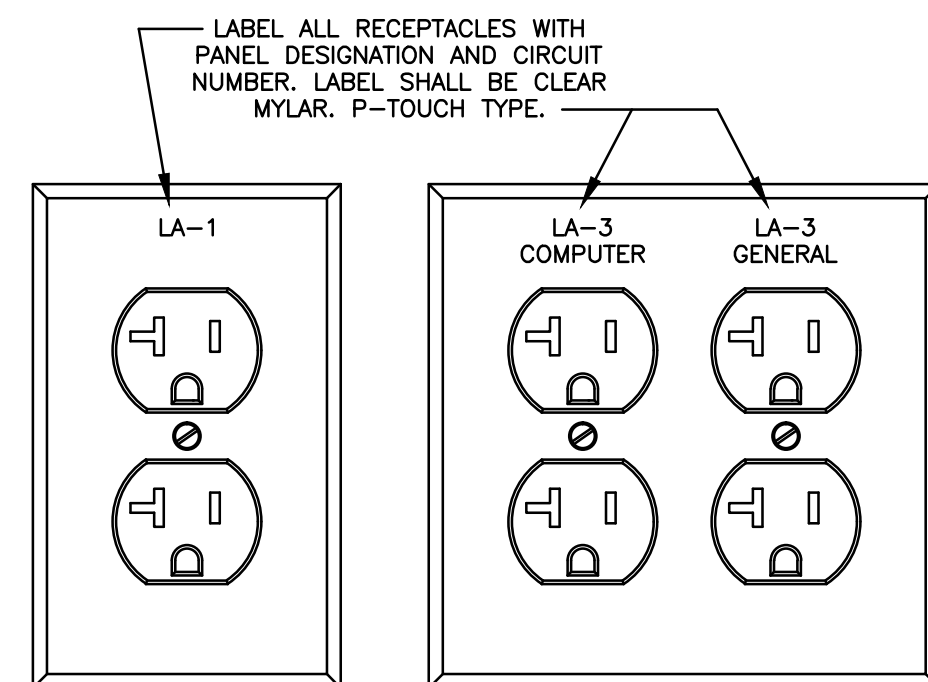 LABEL ALL RECEPTACLES WITH
PANEL DESIGNATION AND CIRCUIT
NUMBER. LABEL SHALL BE CLEAR
MYLAR. P-TOUCH TYPE.
LA-1
LA-3
COMPUTER
LA-3
GENERAL